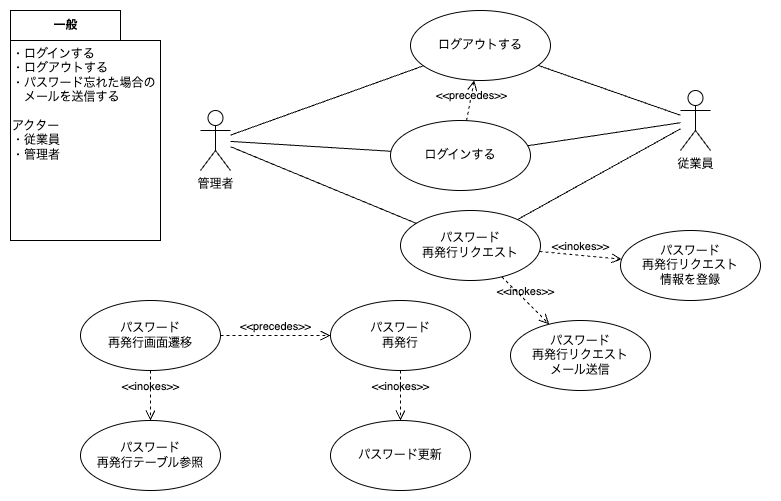 一般
・ログインする
・ログアウトする
・パスワード忘れた場合の
メールを送信する
アクター
・従業員
・管理者
ログアウトする
<<precedes>>
ログインする
管理者
従業員
パスワード
再発行リクエスト
<<inokes>>
パスワード
再発行リクエスト
情報を登録
<<inokes>>
パスワード
再発行リクエスト
メール送信
パスワード
再発行画面遷移
<<precedes>>
パスワード
再発行
<<inokes>>
<<inokes>>
パスワード
再発行テーブル参照
パスワード更新